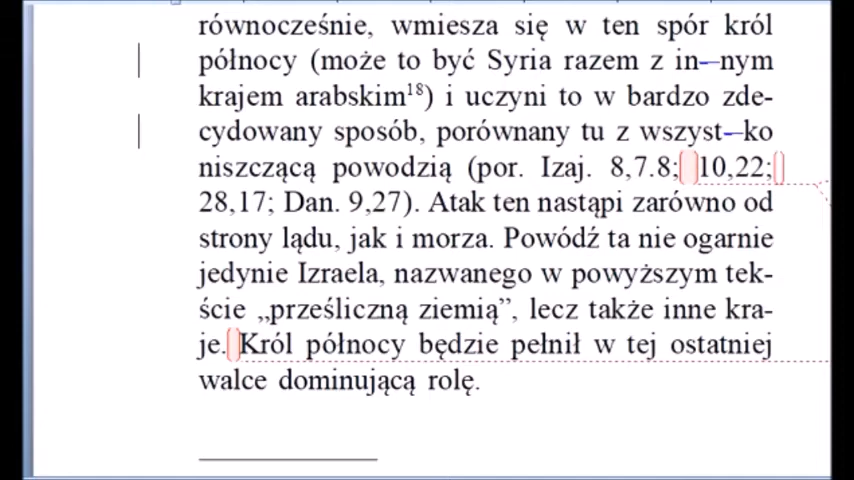 równocześnie, wmiesza się w ten spór król
północy (może to być Syria razem z in-nym
krajem arabskim18) i uczyni to w bardzo zde-
cydowany sposób, porównany tu z wszyst-ko
niszczącą powodzią (por. Izaj. 8,7.8; 10,22;
28,17; Dan. 9,27). Atak ten nastąpi zarówno od
strony lądu, jak i morza. Powódź ta nie ogarnie
jedynie Izraela, nazwanego w powyższym tek-
ście „prześliczną ziemią”, lecz także inne kra-
je. Król północy będzie pełnił w tej ostatniej
walce dominującą rolę.